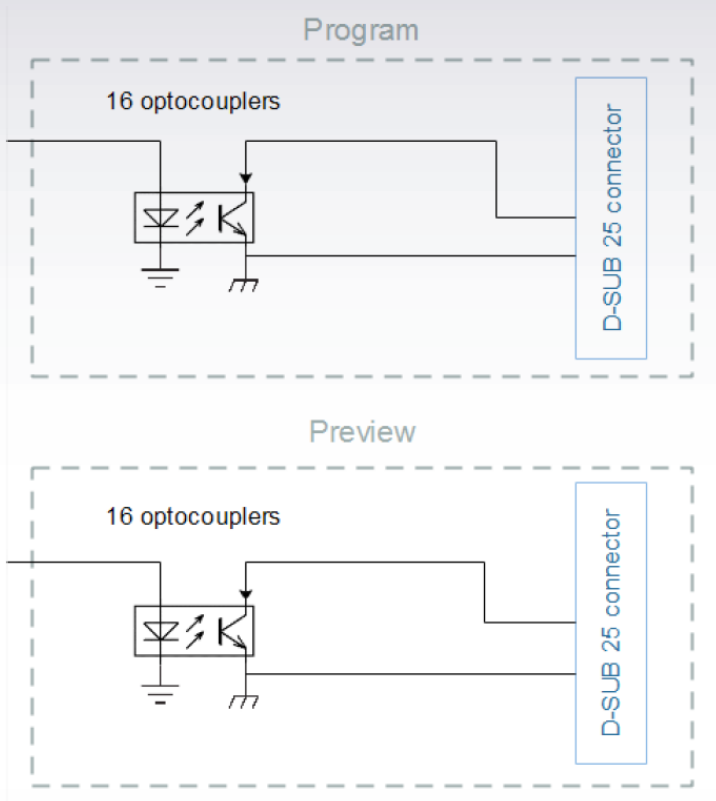 Program
16 optocouplers
D-SUB 25 connector
Preview
16 optocouplers
D-SUB 25 connector